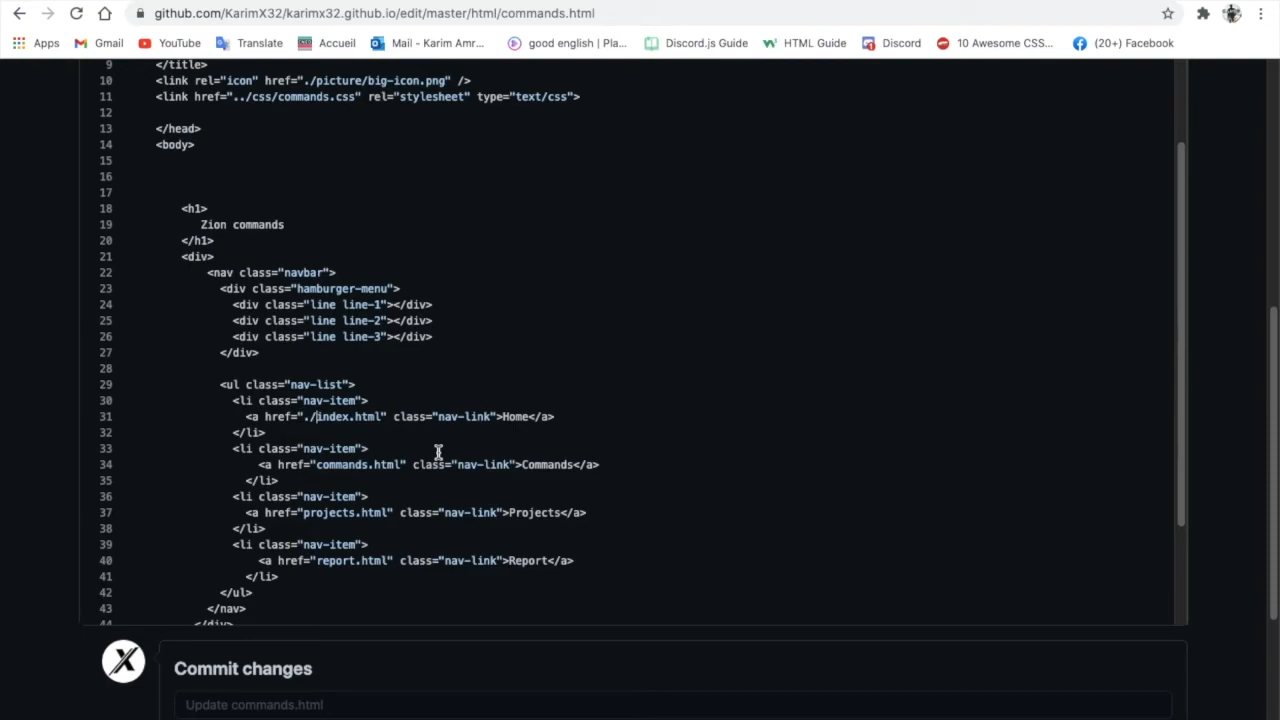 github.com/KarimX32/karimx32.github.io/edit/master/html/commands.html
Apps Gmail YouTube Translate Accueil Mail - Karim Amr... good english | Pla... Discord.js Guide HTML Guide Discord 10 Awesome CSS... (20+) Facebook
9 </title>
10 <link rel="icon" href="./picture/big-icon.png" />
11 <link href="../css/commands.css" rel="stylesheet" type="text/css">
12
13 </head>
14 <body>
15
16
17
18 <h1>
19 Zion commands
20 </h1>
21 <div>
22 <nav class="navbar">
23 <div class="hamburger-menu">
24 <div class="line line-1"></div>
25 <div class="line line-2"></div>
26 <div class="line line-3"></div>
27 </div>
28
29 <ul class="nav-list">
30 <li class="nav-item">
31 <a href="./index.html" class="nav-link">Home</a>
32 </li>
33 <li class="nav-item">
34 <a href="commands.html" class="nav-link">Commands</a>
35 </li>
36 <li class="nav-item">
37 <a href="projects.html" class="nav-link">Projects</a>
38 </li>
39 <li class="nav-item">
40 <a href="report.html" class="nav-link">Report</a>
41 </li>
42 </ul>
43 </nav>
44 </div>
X
Commit changes
Update commands.html